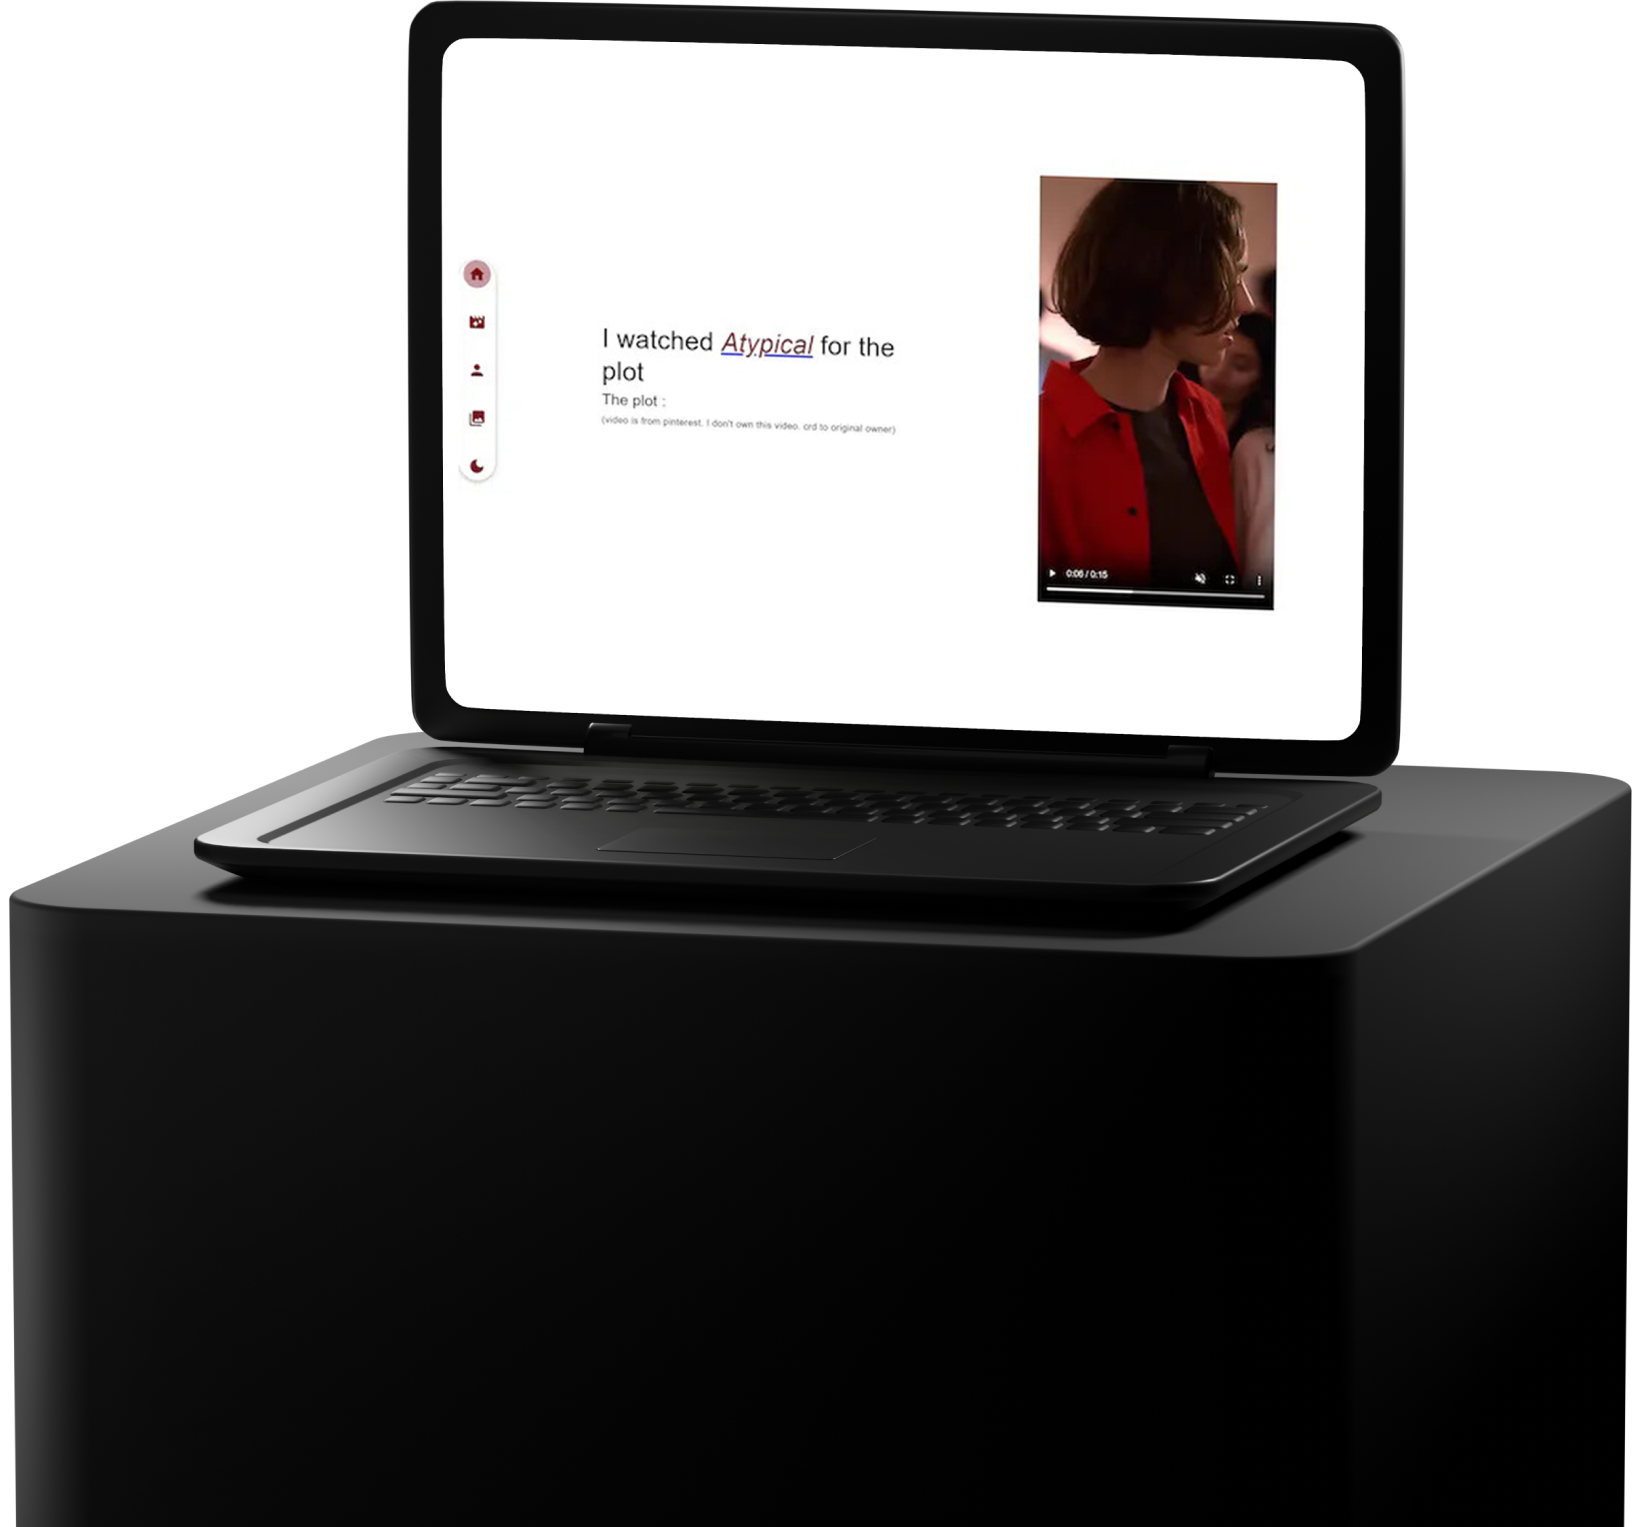 I watched Atypical for the
plot
The plot :
(video is from pinterest. I don't own this video. crd to original owner)
0:06 / 0:15